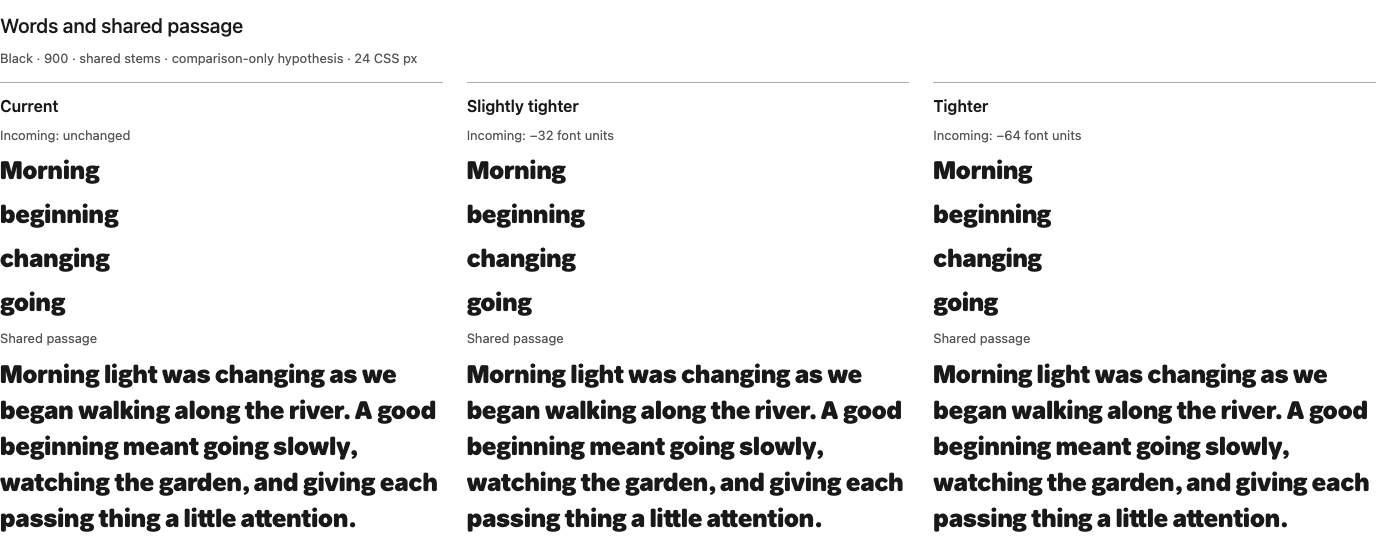 Words and shared passage
Black · 900 · shared stems · comparison-only hypothesis · 24 CSS px
Current
Incoming: unchanged
Morning
beginning
changing
going
Shared passage
Morning light was changing as we
began walking along the river. A good
beginning meant going slowly,
watching the garden, and giving each
passing thing a little attention.
Slightly tighter
Incoming: −32 font units
Morning
beginning
changing
going
Shared passage
Morning light was changing as we
began walking along the river. A good
beginning meant going slowly,
watching the garden, and giving each
passing thing a little attention.
Tighter
Incoming: −64 font units
Morning
beginning
changing
going
Shared passage
Morning light was changing as we
began walking along the river. A good
beginning meant going slowly,
watching the garden, and giving each
passing thing a little attention.